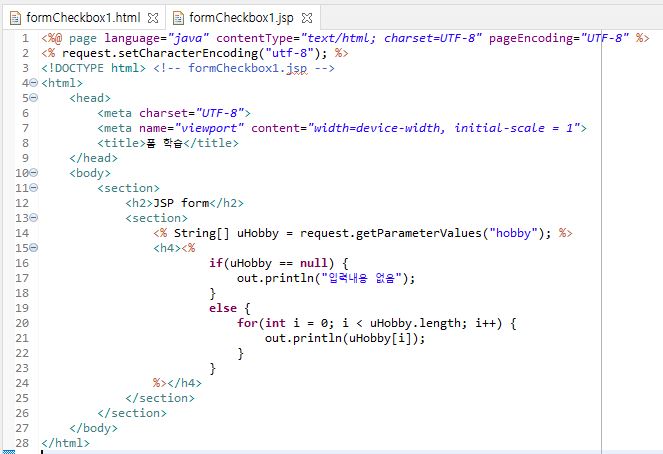 formCheckbox1.html formCheckbox1.jsp
1 <%@ page language="java" contentType="text/html; charset=UTF-8" pageEncoding="UTF-8" %>
2 <% request.setCharacterEncoding("utf-8"); %>
3 <!DOCTYPE html> <!-- formCheckbox1.jsp -->
4 <html>
5 <head>
6 <meta charset="UTF-8">
7 <meta name="viewport" content="width=device-width, initial-scale = 1">
8 <title>폼 학습</title>
9 </head>
10 <body>
11 <section>
12 <h2>JSP form</h2>
13 <section>
14 <% String[] uHobby = request.getParameterValues("hobby"); %>
15 <h4><%
16 if(uHobby == null) {
17 out.println("입력내용 없음");
18 }
19 else {
20 for(int i = 0; i < uHobby.length; i++) {
21 out.println(uHobby[i]);
22 }
23 }
24 %></h4>
25 </section>
26 </section>
27 </body>
28 </html>